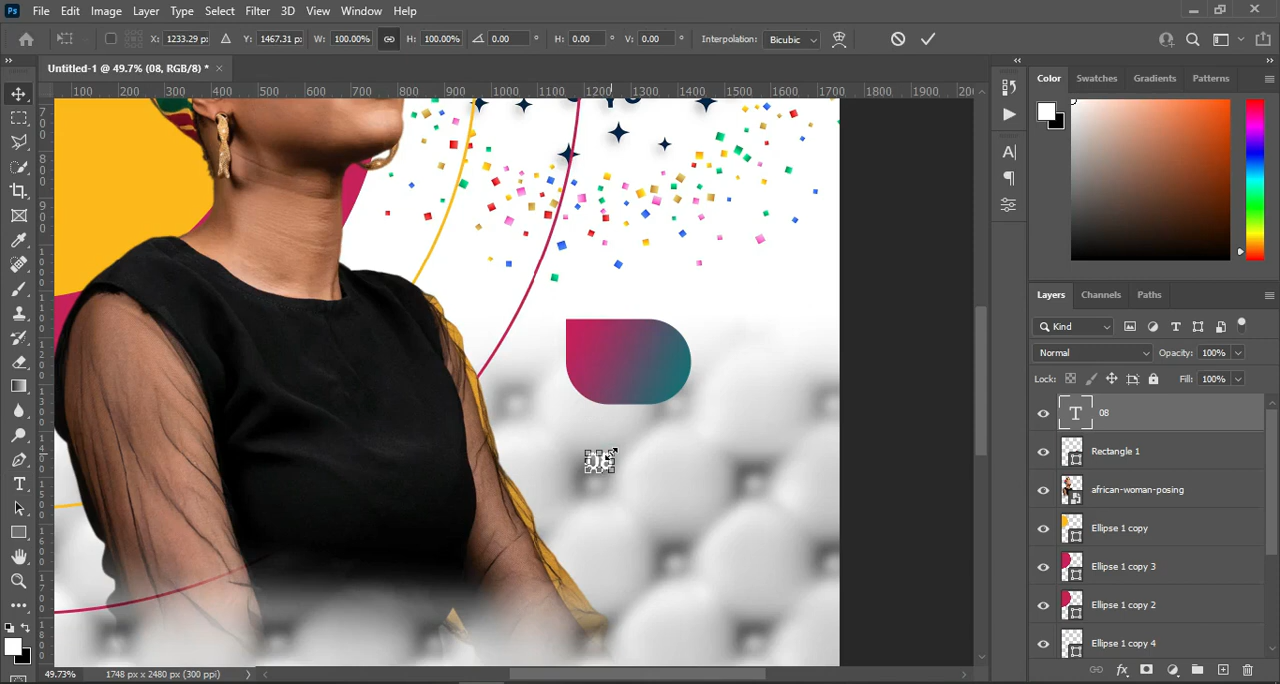 Ps File Edit Image Layer Type Select Filter 3D View Window Help
X: 1233.29 p: Δ Y: 1467.31 p: W: 100.00% H: 100.00% 0.00 ° H: 0.00 ° V: 0.00 ° Interpolation: Bicubic
Untitled-1 @ 49.7% (08, RGB/8) * ×
100 200 300 400 500 600 700 800 900 1000 1100 1200 1300 1400 1500 1600 1700 1800 1900
Color Swatches Gradients Patterns
Layers Channels Paths
Kind
Normal Opacity: 100%
Lock: Fill: 100%
08
Rectangle 1
african-woman-posing
Ellipse 1 copy
Ellipse 1 copy 3
Ellipse 1 copy 2
Ellipse 1 copy 4
49.73% 1748 px x 2480 px (300 ppi)